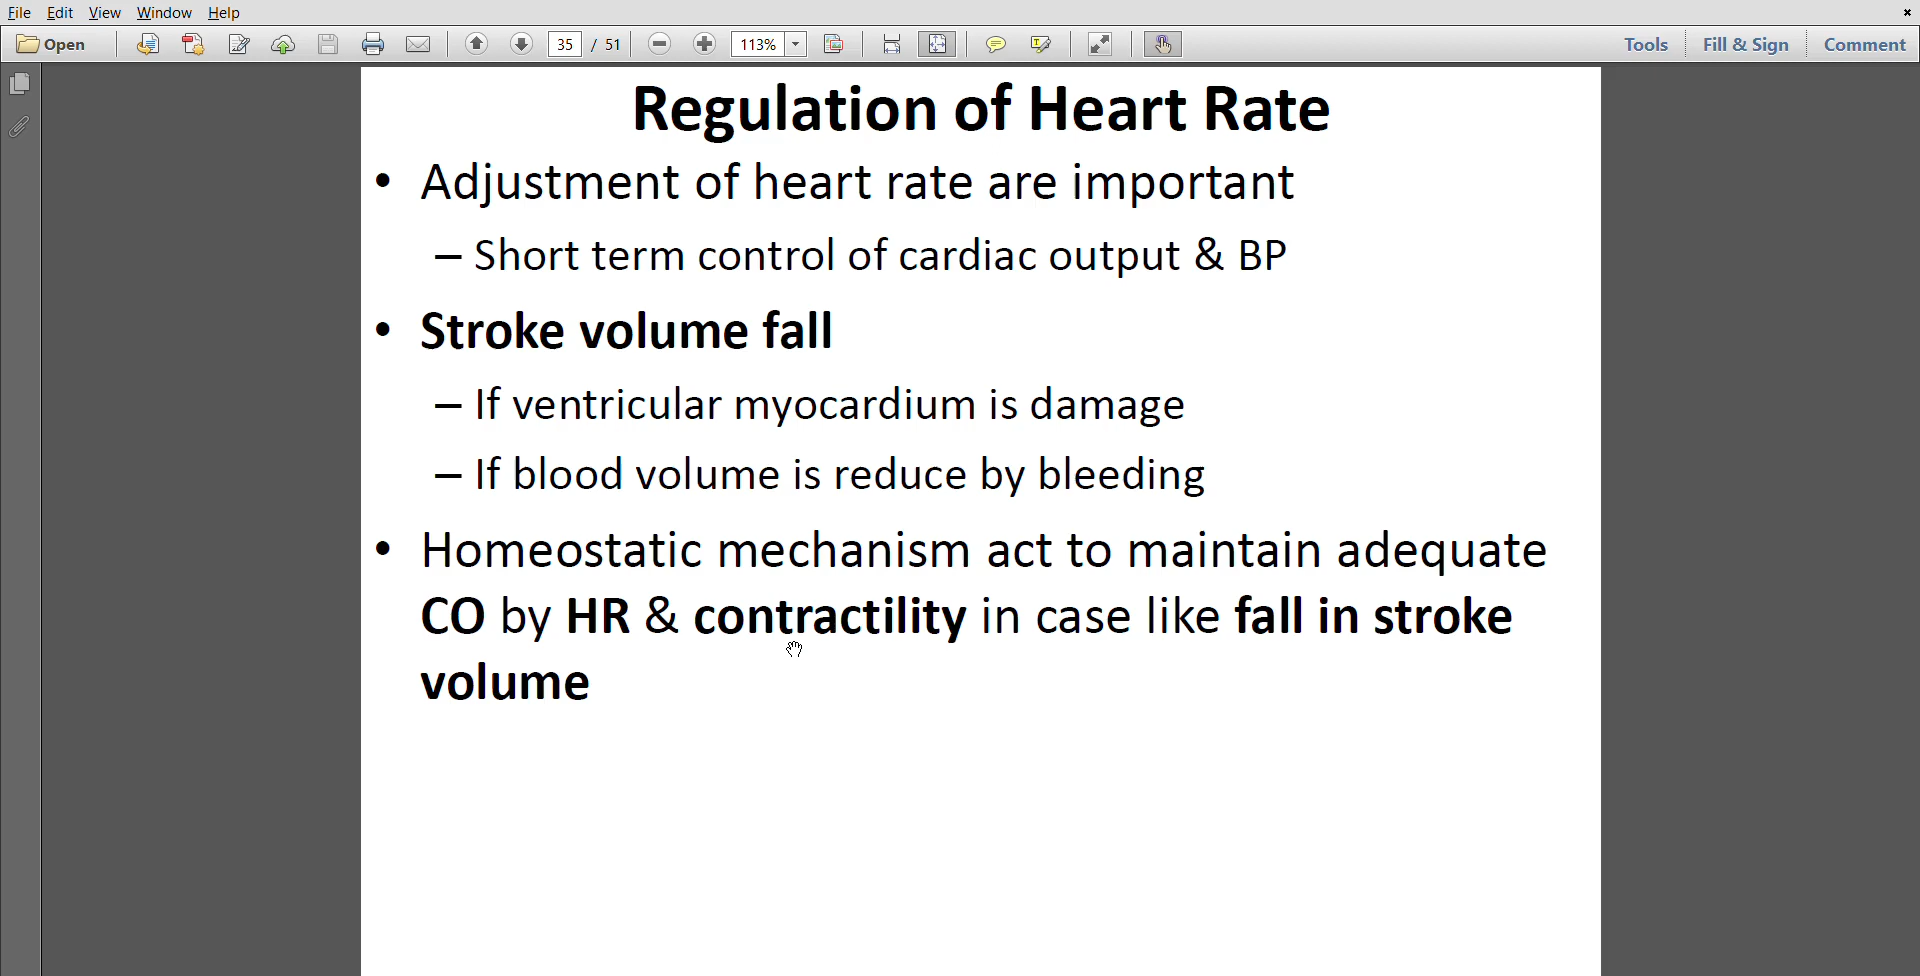 File Edit View Window Help
Open 35 / 51 113% Tools Fill & Sign Comment
Regulation of Heart Rate
• Adjustment of heart rate are important
– Short term control of cardiac output & BP
• Stroke volume fall
– If ventricular myocardium is damage
– If blood volume is reduce by bleeding
• Homeostatic mechanism act to maintain adequate
CO by HR & contractility in case like fall in stroke
volume